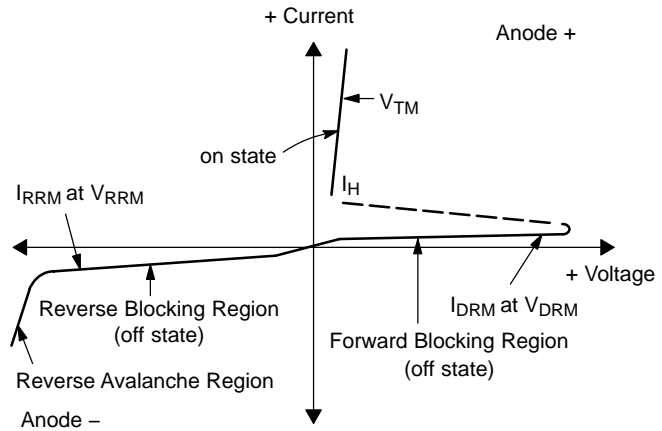 + Current
Anode +
V_TM
on state
I_H
I_RRM at V_RRM
+ Voltage
Reverse Blocking Region
(off state)
I_DRM at V_DRM
Forward Blocking Region
(off state)
Reverse Avalanche Region
Anode –